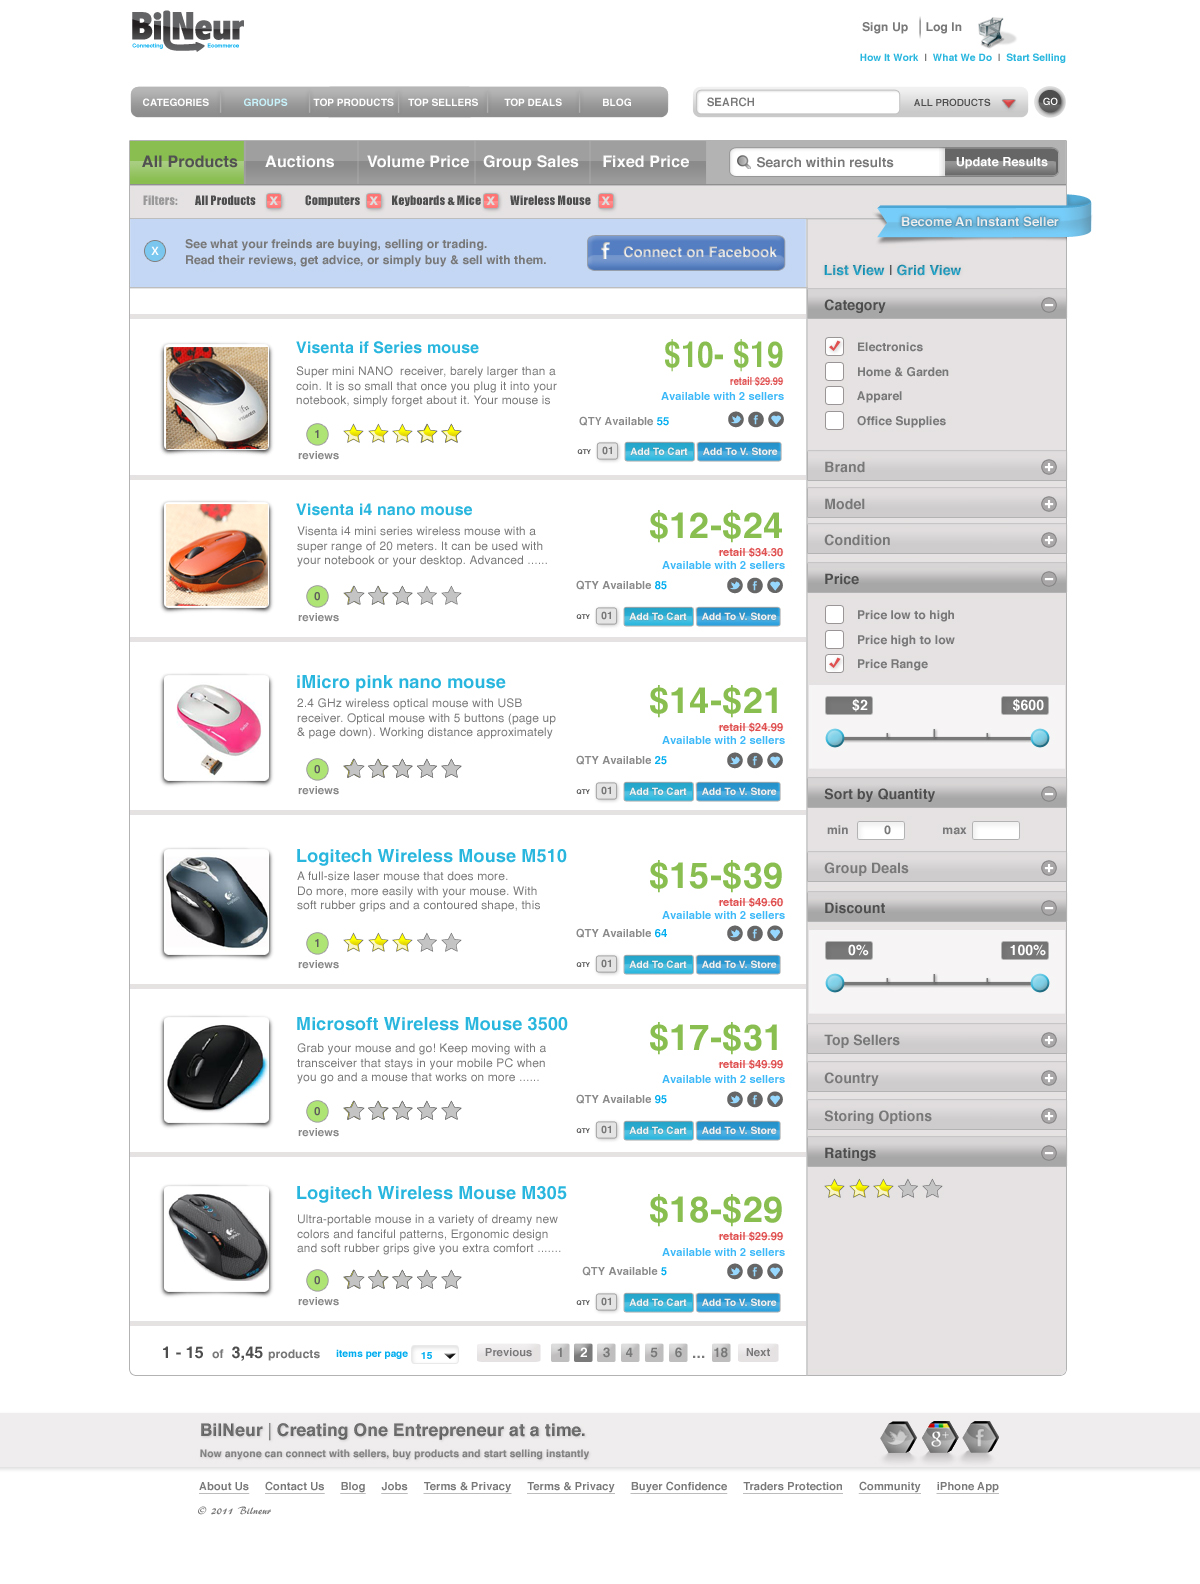 BilNeur
Connecting Ecommerce
Sign Up | Log In
How It Work | What We Do | Start Selling
CATEGORIES GROUPS TOP PRODUCTS TOP SELLERS TOP DEALS BLOG
SEARCH ALL PRODUCTS GO
All Products Auctions Volume Price Group Sales Fixed Price
Search within results Update Results
Filters: All Products X Computers X Keyboards & Mice X Wireless Mouse X
Become An Instant Seller
X
See what your freinds are buying, selling or trading.
Read their reviews, get advice, or simply buy & sell with them.
f Connect on Facebook
List View | Grid View
Visenta if Series mouse
Super mini NANO receiver, barely larger than a
coin. It is so small that once you plug it into your
notebook, simply forget about it. Your mouse is
1
reviews
$10- $19
retail $29.99
Available with 2 sellers
QTY Available 55
QTY 01 Add To Cart Add To V. Store
Visenta i4 nano mouse
Visenta i4 mini series wireless mouse with a
super range of 20 meters. It can be used with
your notebook or your desktop. Advanced ......
0
reviews
$12-$24
retail $34.30
Available with 2 sellers
QTY Available 85
QTY 01 Add To Cart Add To V. Store
iMicro pink nano mouse
2.4 GHz wireless optical mouse with USB
receiver. Optical mouse with 5 buttons (page up
& page down). Working distance approximately
0
reviews
$14-$21
retail $24.99
Available with 2 sellers
QTY Available 25
QTY 01 Add To Cart Add To V. Store
Logitech Wireless Mouse M510
A full-size laser mouse that does more.
Do more, more easily with your mouse. With
soft rubber grips and a contoured shape, this
1
reviews
$15-$39
retail $49.60
Available with 2 sellers
QTY Available 64
QTY 01 Add To Cart Add To V. Store
Microsoft Wireless Mouse 3500
Grab your mouse and go! Keep moving with a
transceiver that stays in your mobile PC when
you go and a mouse that works on more ......
0
reviews
$17-$31
retail $49.99
Available with 2 sellers
QTY Available 95
QTY 01 Add To Cart Add To V. Store
Logitech Wireless Mouse M305
Ultra-portable mouse in a variety of dreamy new
colors and fanciful patterns, Ergonomic design
and soft rubber grips give you extra comfort .......
0
reviews
$18-$29
retail $29.99
Available with 2 sellers
QTY Available 5
QTY 01 Add To Cart Add To V. Store
1 - 15 of 3,45 products items per page 15 Previous 1 2 3 4 5 6 ... 18 Next
Category
Electronics
Home & Garden
Apparel
Office Supplies
Brand
Model
Condition
Price
Price low to high
Price high to low
Price Range
$2 $600
Sort by Quantity
min 0 max
Group Deals
Discount
0% 100%
Top Sellers
Country
Storing Options
Ratings
BilNeur | Creating One Entrepreneur at a time.
Now anyone can connect with sellers, buy products and start selling instantly
g+ f
About Us Contact Us Blog Jobs Terms & Privacy Terms & Privacy Buyer Confidence Traders Protection Community iPhone App
© 2011 Bilneur